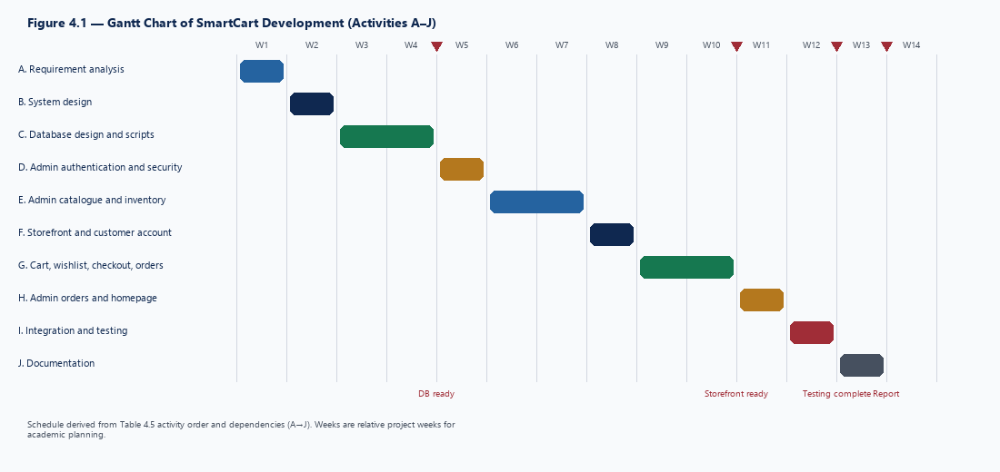 Figure 4.1 — Gantt Chart of SmartCart Development (Activities A–J)
W1 W2 W3 W4 W5 W6 W7 W8 W9 W10 W11 W12 W13 W14
A. Requirement analysis
B. System design
C. Database design and scripts
D. Admin authentication and security
E. Admin catalogue and inventory
F. Storefront and customer account
G. Cart, wishlist, checkout, orders
H. Admin orders and homepage
I. Integration and testing
J. Documentation
DB ready Storefront ready Testing complete Report
Schedule derived from Table 4.5 activity order and dependencies (A→J). Weeks are relative project weeks for
academic planning.